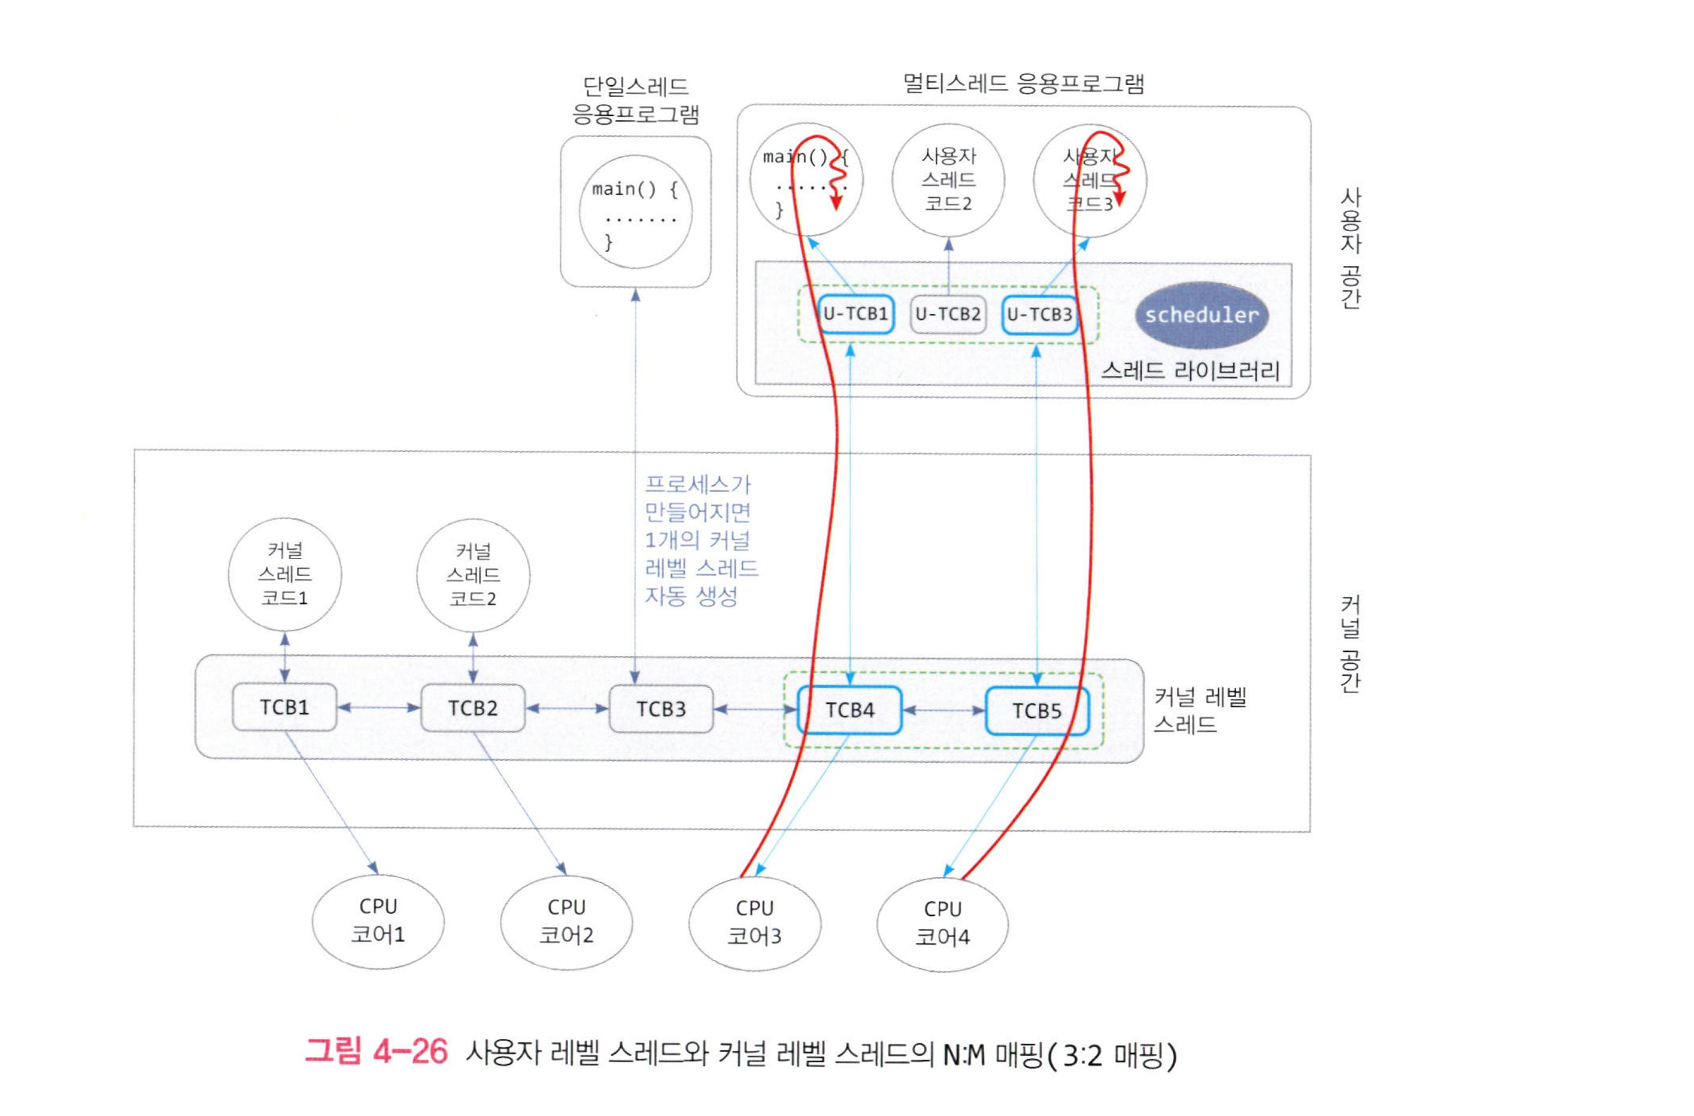 단일스레드
응용프로그램
멀티스레드 응용프로그램
main() {
.......
}
main() {
.......
}
사용자
스레드
코드2
사용자
스레드
코드3
U-TCB1
U-TCB2
U-TCB3
scheduler
스레드 라이브러리
사용자 공간
프로세스가
만들어지면
1개의 커널
레벨 스레드
자동 생성
커널
스레드
코드1
커널
스레드
코드2
TCB1
TCB2
TCB3
TCB4
TCB5
커널 레벨
스레드
커널 공간
CPU
코어1
CPU
코어2
CPU
코어3
CPU
코어4
그림 4-26 사용자 레벨 스레드와 커널 레벨 스레드의 N:M 매핑(3:2 매핑)